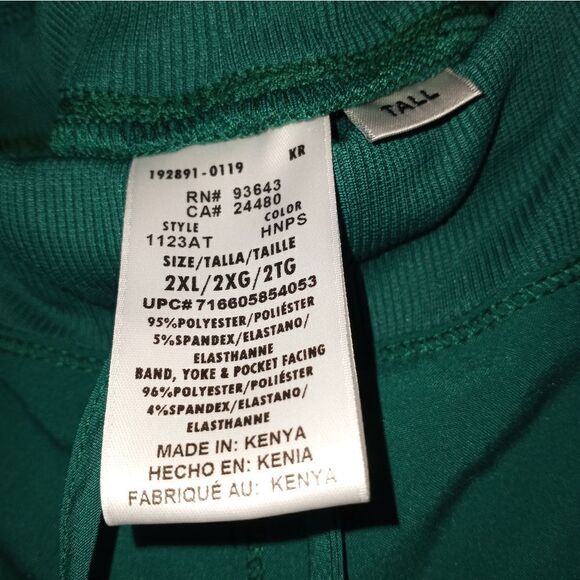 TALL
192891-0119 KR
RN# 93643
CA# 24480
STYLE COLOR
1123AT HNPS
SIZE/TALLA/TAILLE
2XL/2XG/2TG
UPC# 716605854053
95%POLYESTER/POLIÉSTER
5%SPANDEX/ELASTANO/
ELASTHANNE
BAND, YOKE & POCKET FACING
96%POLYESTER/POLIÉSTER
4%SPANDEX/ELASTANO/
ELASTHANNE
MADE IN: KENYA
HECHO EN: KENIA
FABRIQUÉ AU: KENYA